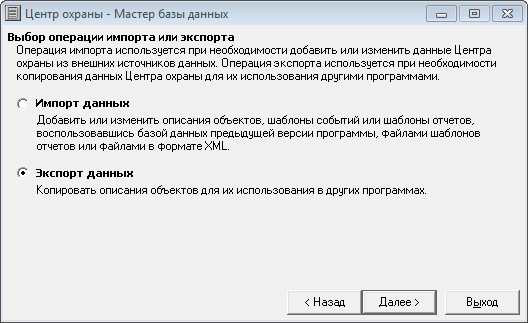 Центр охраны - Мастер базы данных
Выбор операции импорта или экспорта
Операция импорта используется при необходимости добавить или изменить данные Центра
охраны из внешних источников данных. Операция экспорта используется при необходимости
копирования данных Центра охраны для их использования другими программами.
Импорт данных
Добавить или изменить описания объектов, шаблоны событий или шаблоны отчетов,
воспользовавшись базой данных предыдущей версии программы, файлами шаблонов
отчетов или файлами в формате XML.
Экспорт данных
Копировать описания объектов для их использования в других программах.
< Назад
Далее >
Выход